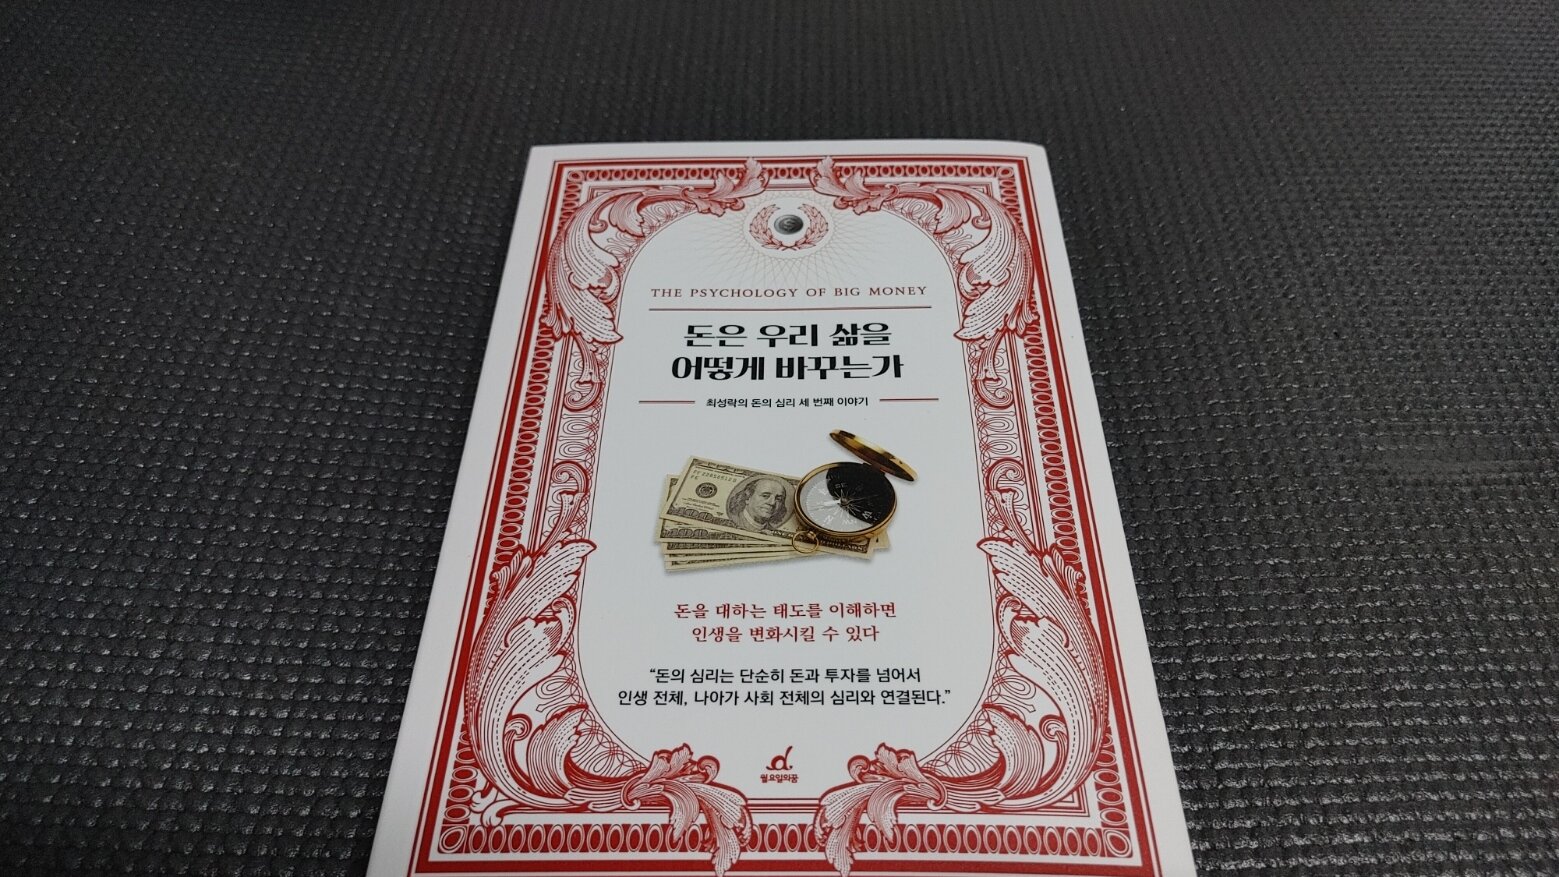 THE PSYCHOLOGY OF BIG MONEY
돈은 우리 삶을
어떻게 바꾸는가
최성락의 돈의 심리 세 번째 이야기
돈을 대하는 태도를 이해하면
인생을 변화시킬 수 있다
“돈의 심리는 단순히 돈과 투자를 넘어서
인생 전체, 나아가 사회 전체의 심리와 연결된다.”
d.
월요일의꿈